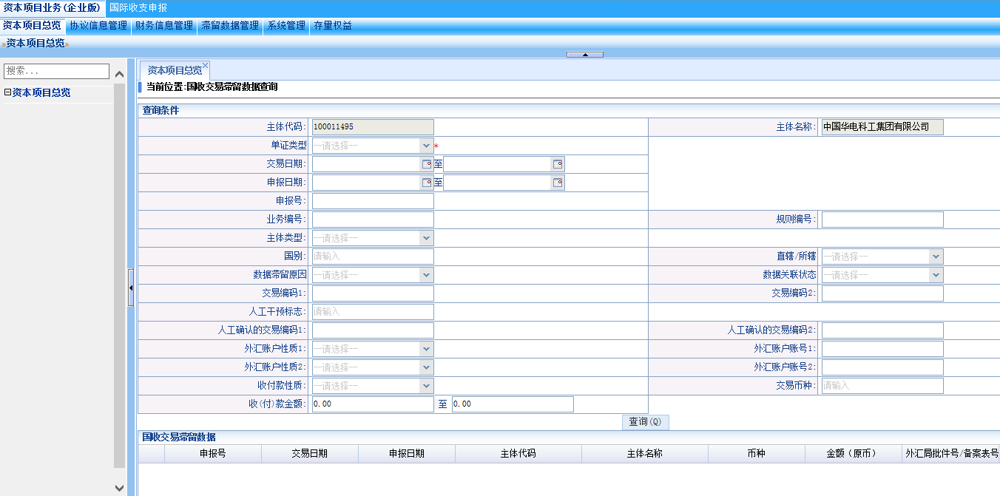 资本项目业务(企业版) 国际收支申报
资本项目总览 协议信息管理 财务信息管理 滞留数据管理 系统管理 存量权益
资本项目总览
搜索...
资本项目总览
资本项目总览
当前位置:国收交易滞留数据查询
查询条件
主体代码: 100011495 主体名称: 中国华电科工集团有限公司
单证类型 --请选择-- *
交易日期: 至
申报日期: 至
申报号:
业务编号: 规则编号:
主体类型: --请选择--
国别: 请输入 直辖/所辖 --请选择--
数据滞留原因 --请选择-- 数据关联状态 --请选择--
交易编码1: 交易编码2:
人工干预标志: 请输入
人工确认的交易编码1: 人工确认的交易编码2:
外汇账户性质1: --请选择-- 外汇账户账号1:
外汇账户性质2: --请选择-- 外汇账户账号2:
收付款性质: --请选择-- 交易币种: 请输入
收(付)款金额: 0.00 至 0.00
查询(Q)
国收交易滞留数据
申报号 交易日期 申报日期 主体代码 主体名称 币种 金额（原币） 外汇局批件号/备案表号